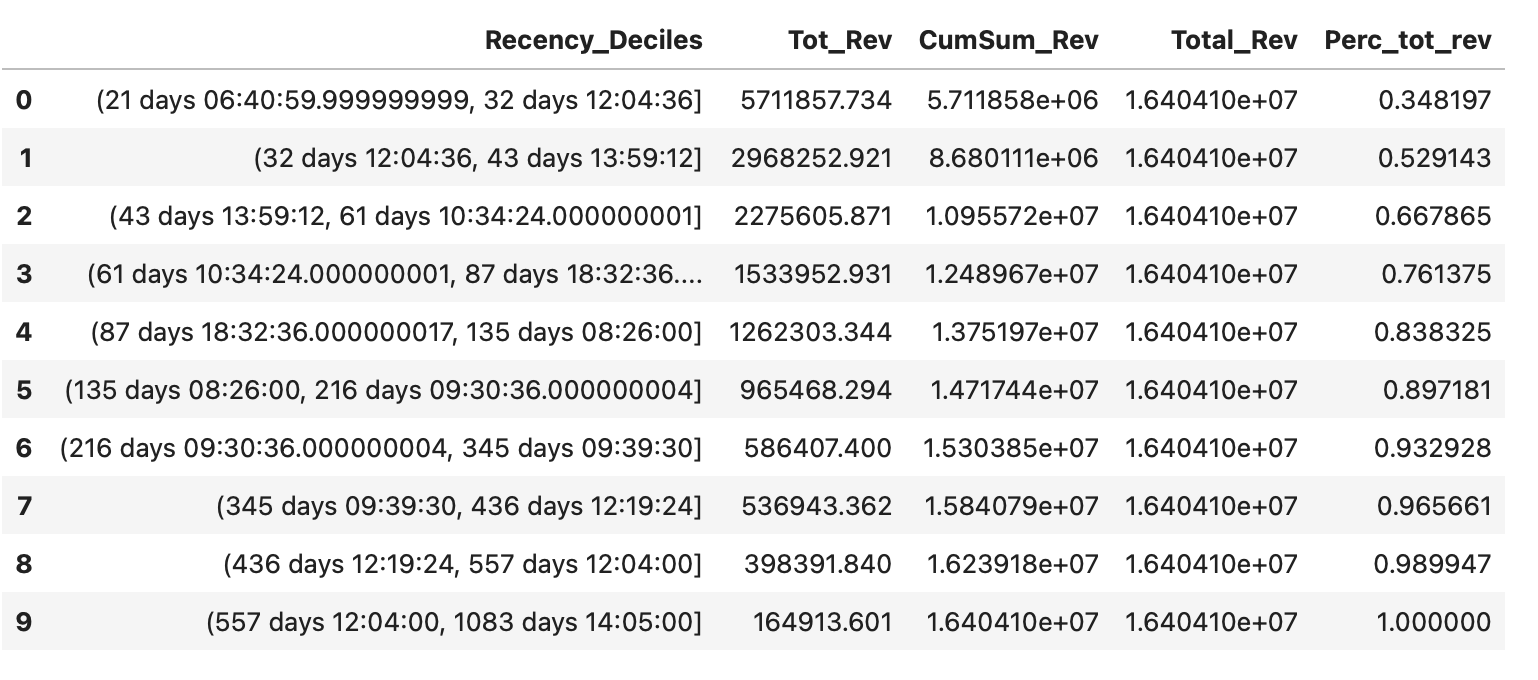 Recency_Deciles Tot_Rev CumSum_Rev Total_Rev Perc_tot_rev
0 (21 days 06:40:59.999999999, 32 days 12:04:36] 5711857.734 5.711858e+06 1.640410e+07 0.348197
1 (32 days 12:04:36, 43 days 13:59:12] 2968252.921 8.680111e+06 1.640410e+07 0.529143
2 (43 days 13:59:12, 61 days 10:34:24.000000001] 2275605.871 1.095572e+07 1.640410e+07 0.667865
3 (61 days 10:34:24.000000001, 87 days 18:32:36.... 1533952.931 1.248967e+07 1.640410e+07 0.761375
4 (87 days 18:32:36.000000017, 135 days 08:26:00] 1262303.344 1.375197e+07 1.640410e+07 0.838325
5 (135 days 08:26:00, 216 days 09:30:36.000000004] 965468.294 1.471744e+07 1.640410e+07 0.897181
6 (216 days 09:30:36.000000004, 345 days 09:39:30] 586407.400 1.530385e+07 1.640410e+07 0.932928
7 (345 days 09:39:30, 436 days 12:19:24] 536943.362 1.584079e+07 1.640410e+07 0.965661
8 (436 days 12:19:24, 557 days 12:04:00] 398391.840 1.623918e+07 1.640410e+07 0.989947
9 (557 days 12:04:00, 1083 days 14:05:00] 164913.601 1.640410e+07 1.640410e+07 1.000000